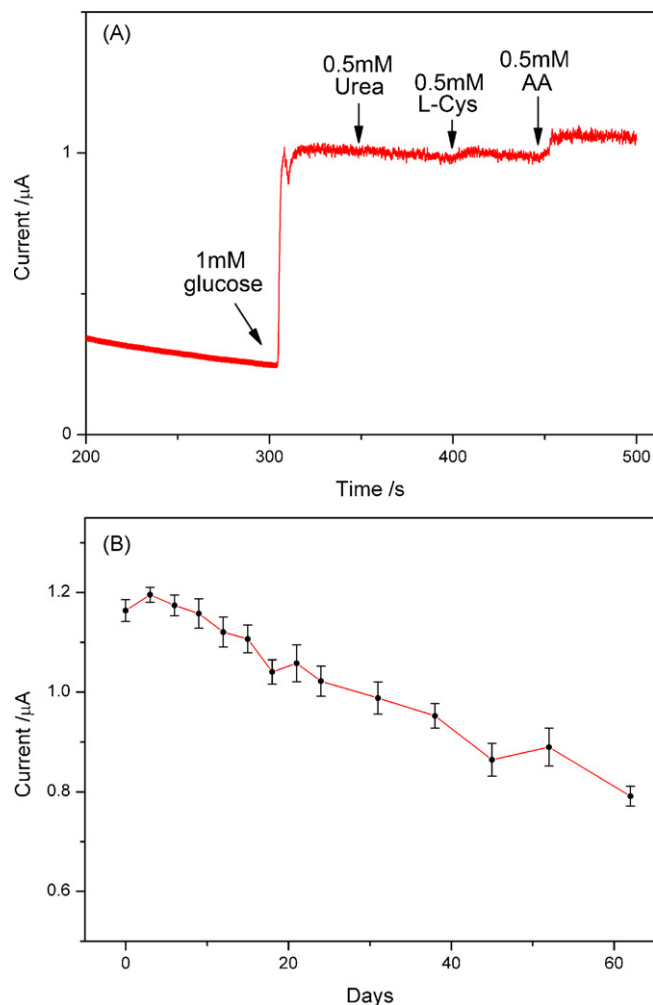 (A)
0.5mM
Urea
0.5mM
L-Cys
0.5mM
AA
1mM
glucose
1
0
Current /μA
200
300
400
500
Time /s
(B)
1.2
1.0
0.8
0.6
Current /μA
0
20
40
60
Days